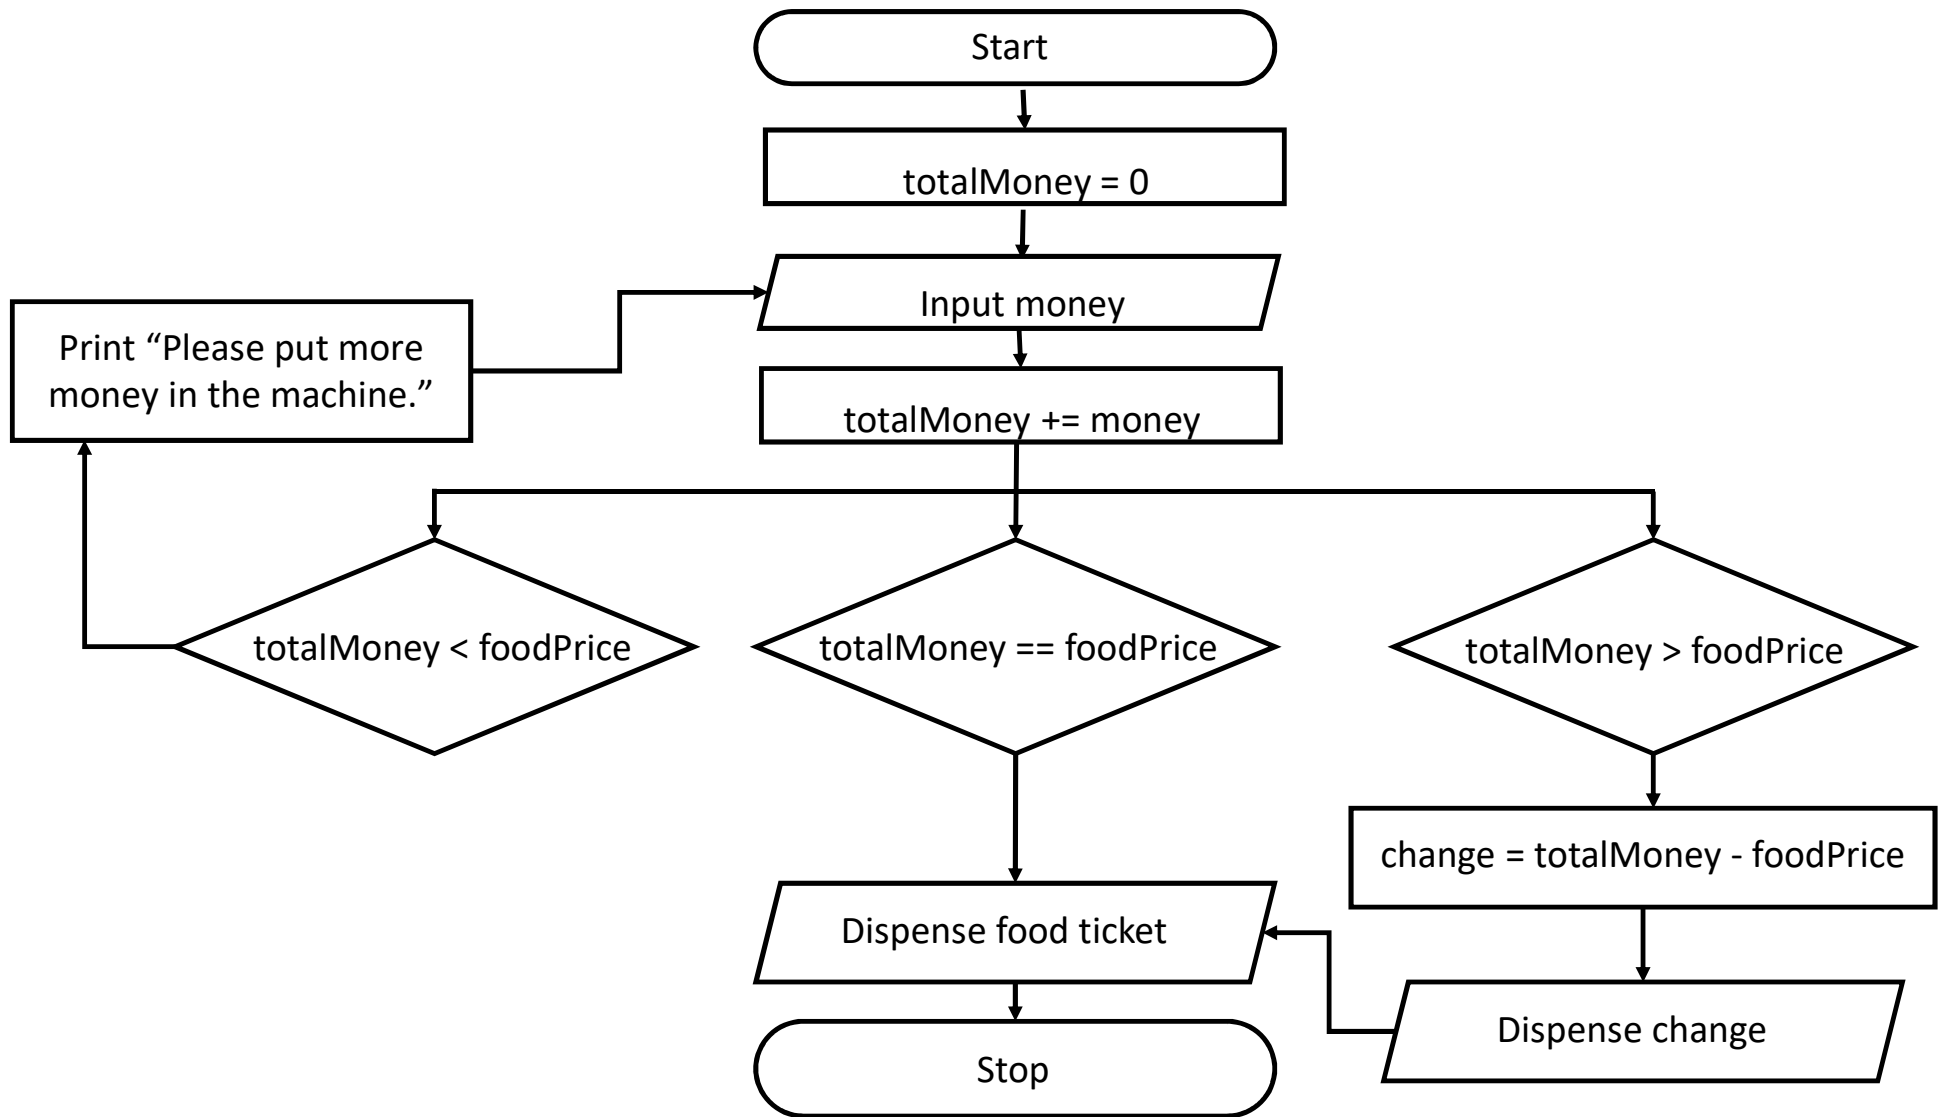 Start
totalMoney = 0
Input money
Print “Please put more
money in the machine.”
totalMoney += money
totalMoney < foodPrice
totalMoney == foodPrice
totalMoney > foodPrice
change = totalMoney - foodPrice
Dispense food ticket
Dispense change
Stop